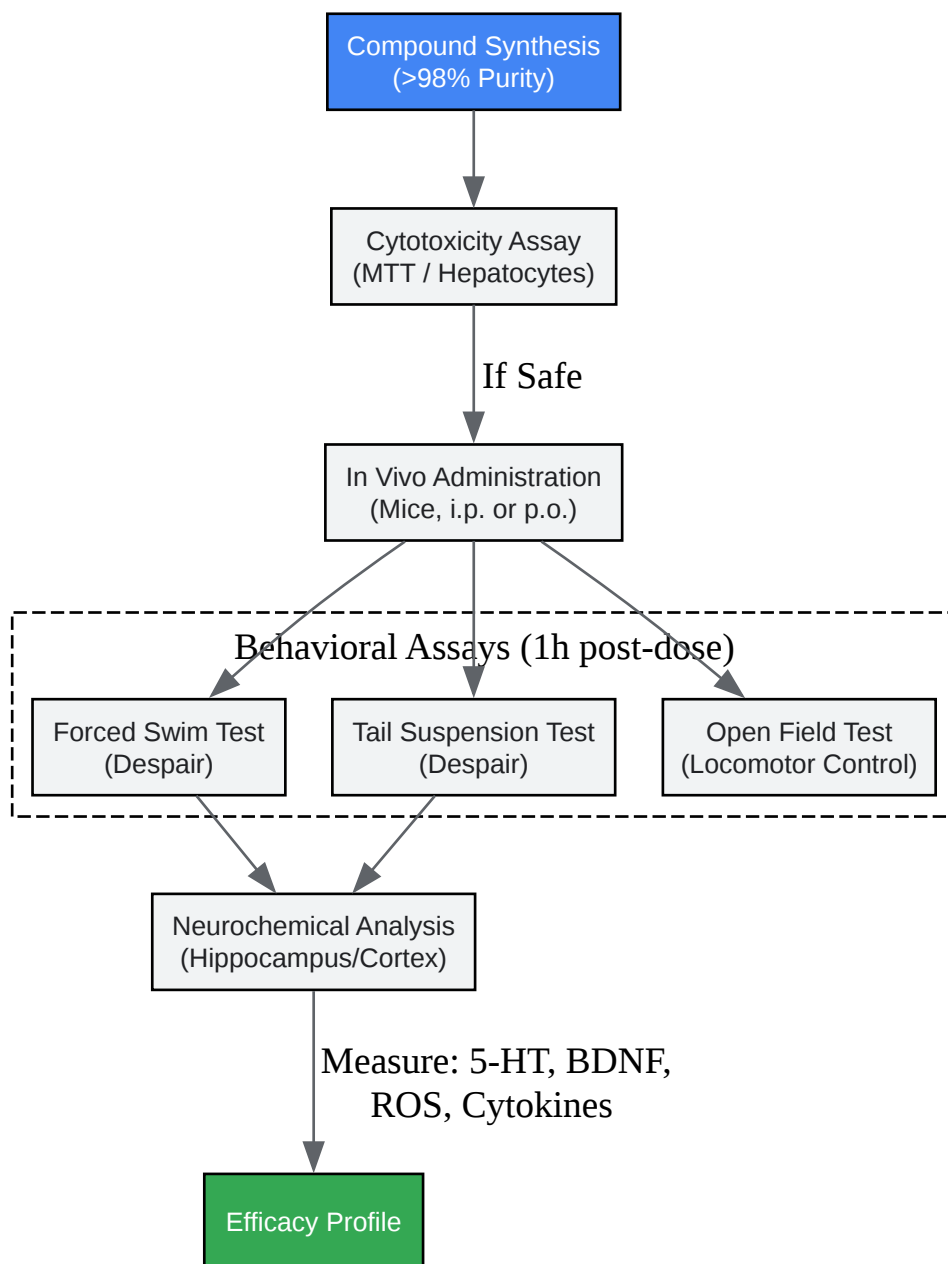 Compound Synthesis
(>98% Purity)
Cytotoxicity Assay
(MTT / Hepatocytes)
If Safe
In Vivo Administration
(Mice, i.p. or p.o.)
Behavioral Assays (1h post-dose)
Forced Swim Test
(Despair)
Tail Suspension Test
(Despair)
Open Field Test
(Locomotor Control)
Neurochemical Analysis
(Hippocampus/Cortex)
Measure: 5-HT, BDNF,
ROS, Cytokines
Efficacy Profile